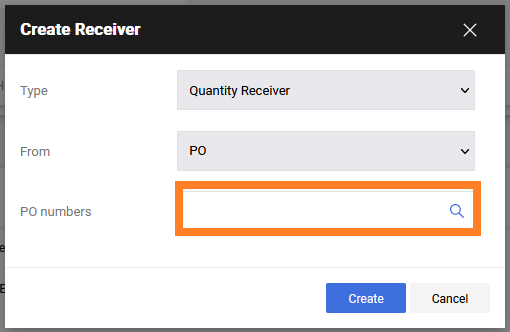 Create Receiver
Type
Quantity Receiver
From
PO
PO numbers
Create
Cancel